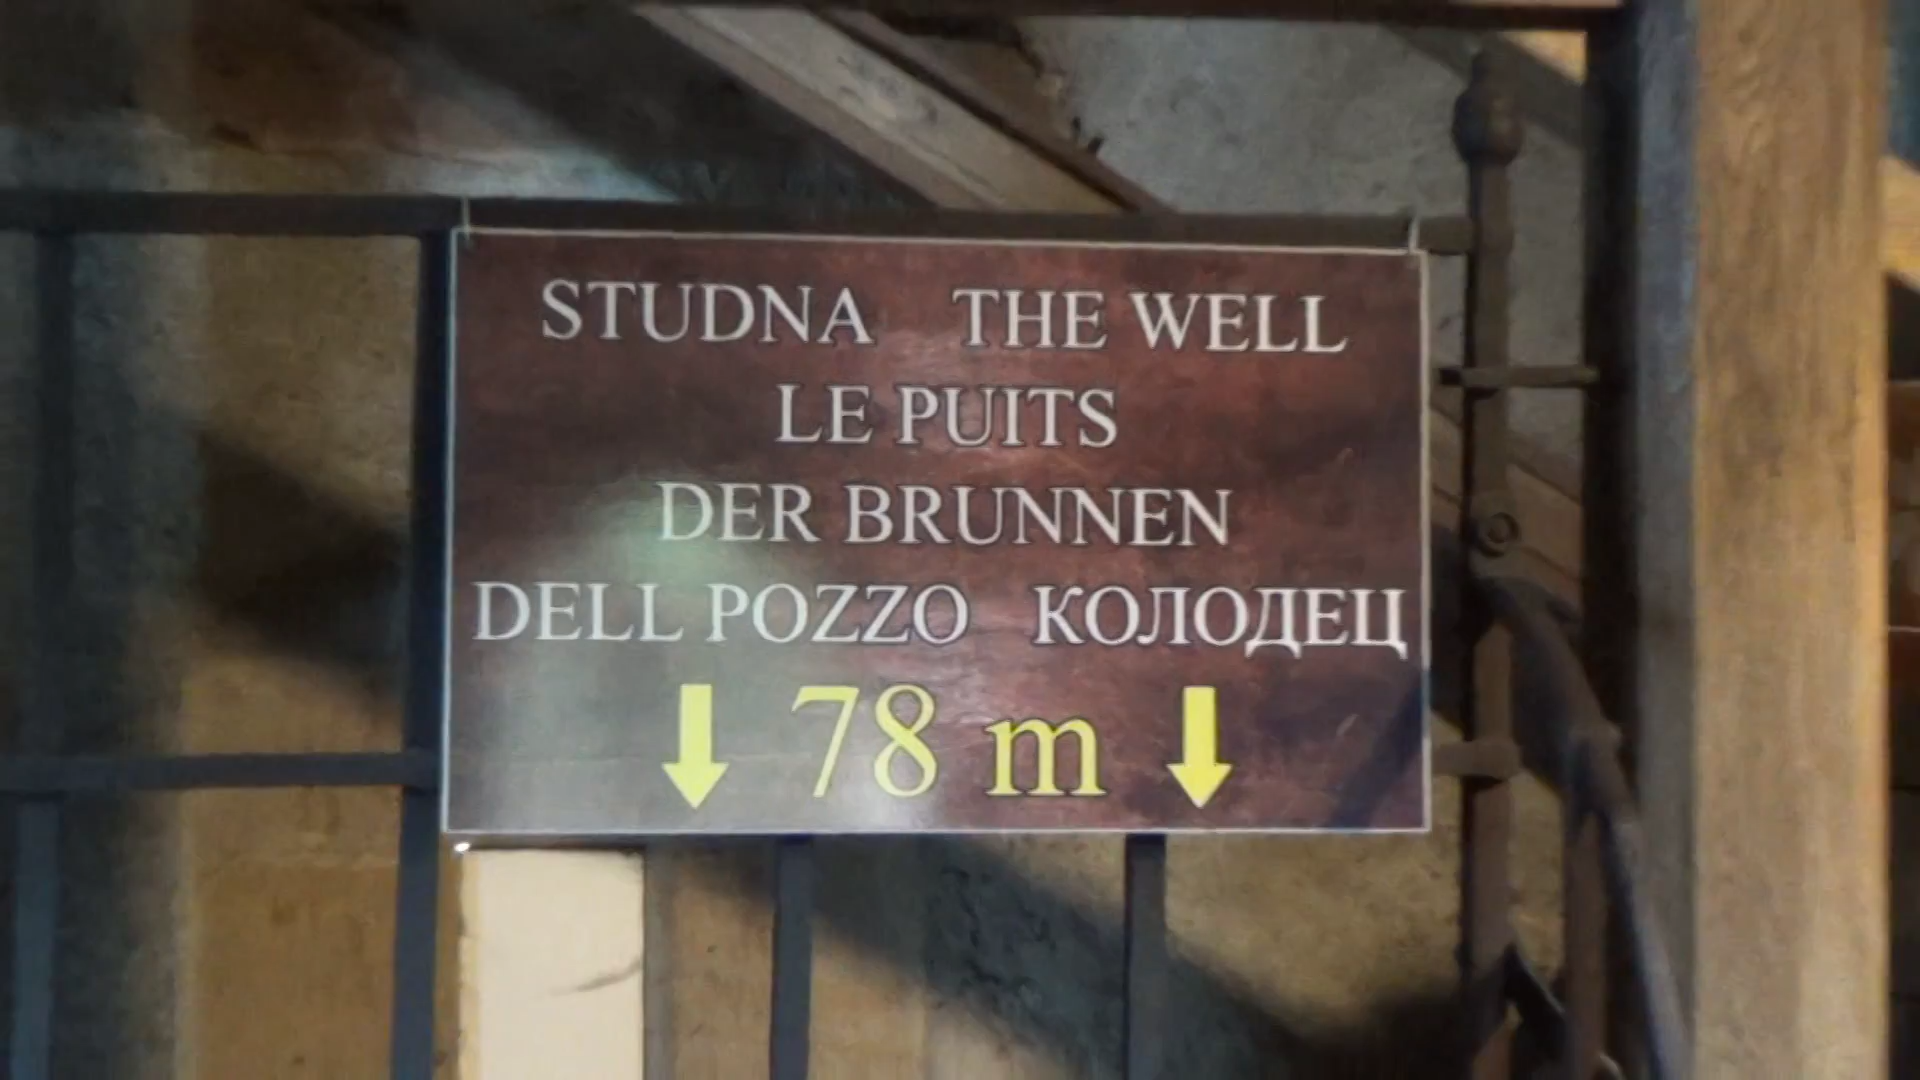 STUDNA THE WELL
LE PUITS
DER BRUNNEN
DELL POZZO КОЛОДЕЦ
↓ 78 m ↓